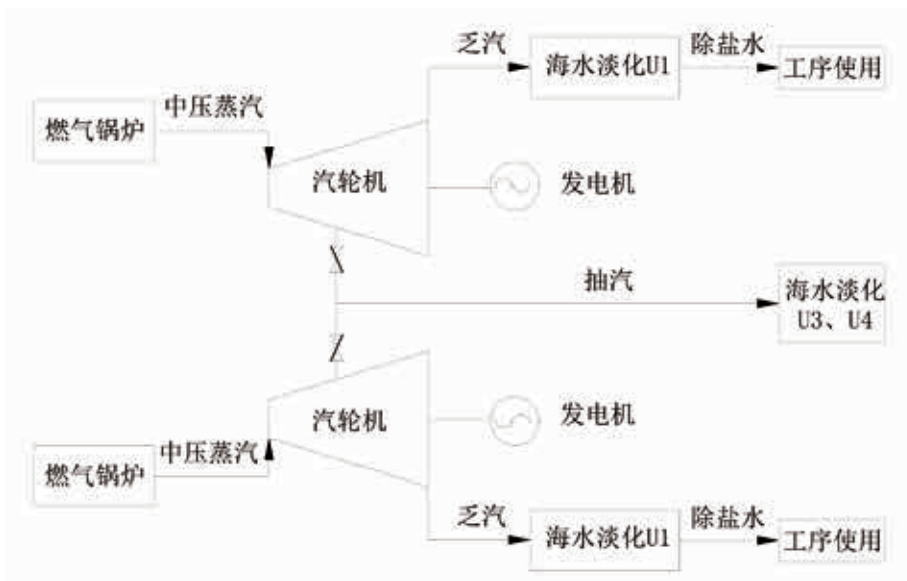 乏汽
海水淡化U1
除盐水
工序使用
中压蒸汽
燃气锅炉
汽轮机
发电机
抽汽
海水淡化
U3、U4
汽轮机
发电机
中压蒸汽
燃气锅炉
乏汽
海水淡化U1
除盐水
工序使用